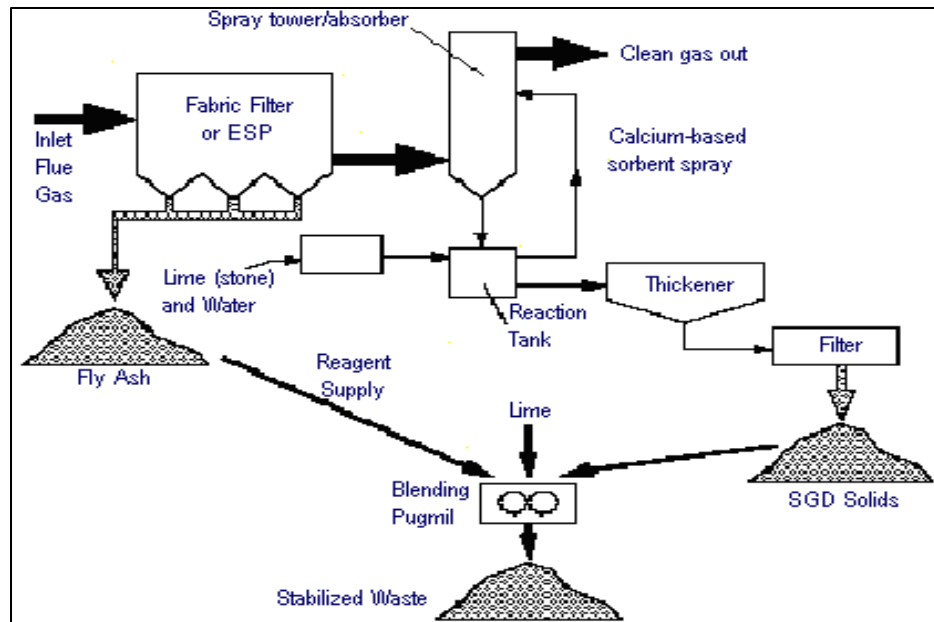 Spray tower/absorber
Clean gas out
Fabric Filter
or ESP
Inlet
Flue
Gas
Calcium-based
sorbent spray
Lime (stone)
and Water
Reaction
Tank
Thickener
Filter
Fly Ash
Reagent
Supply
Lime
Blending
Pugmil
SGD Solids
Stabilized Waste